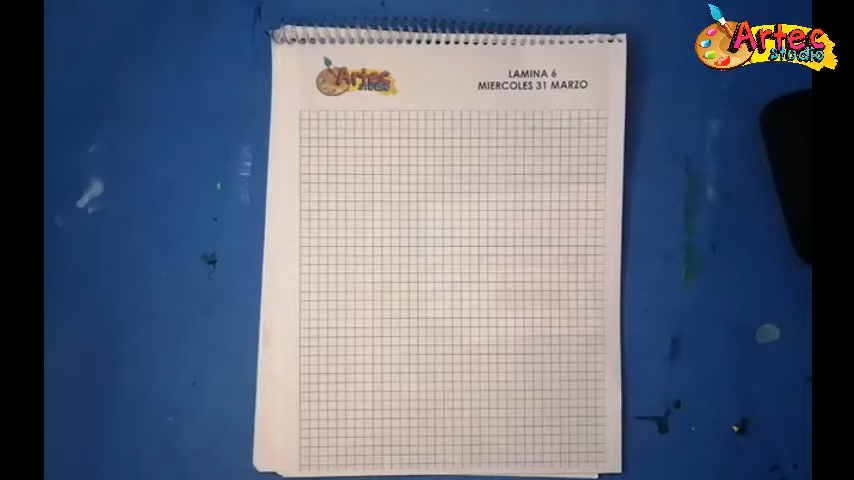 Artec
Studio
Artec
Studio
LAMINA 6
MIERCOLES 31 MARZO